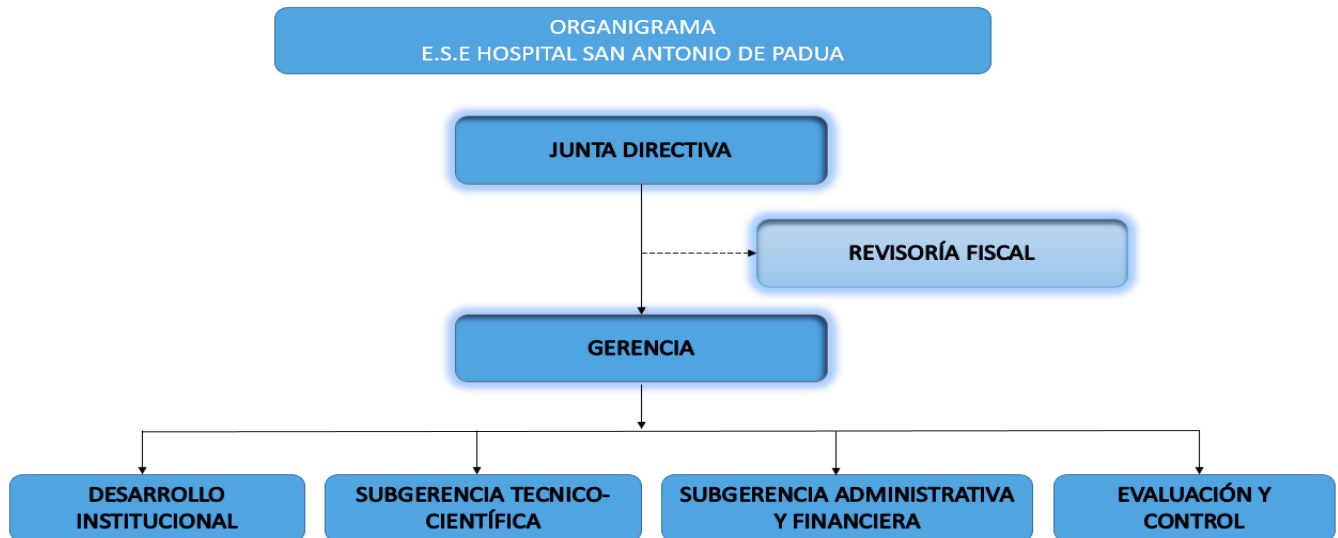 ORGANIGRAMA
E.S.E HOSPITAL SAN ANTONIO DE PADUA
JUNTA DIRECTIVA
REVISORÍA FISCAL
GERENCIA
DESARROLLO
INSTITUCIONAL
SUBGERENCIA TECNICO-
CIENTÍFICA
SUBGERENCIA ADMINISTRATIVA
Y FINANCIERA
EVALUACIÓN Y
CONTROL